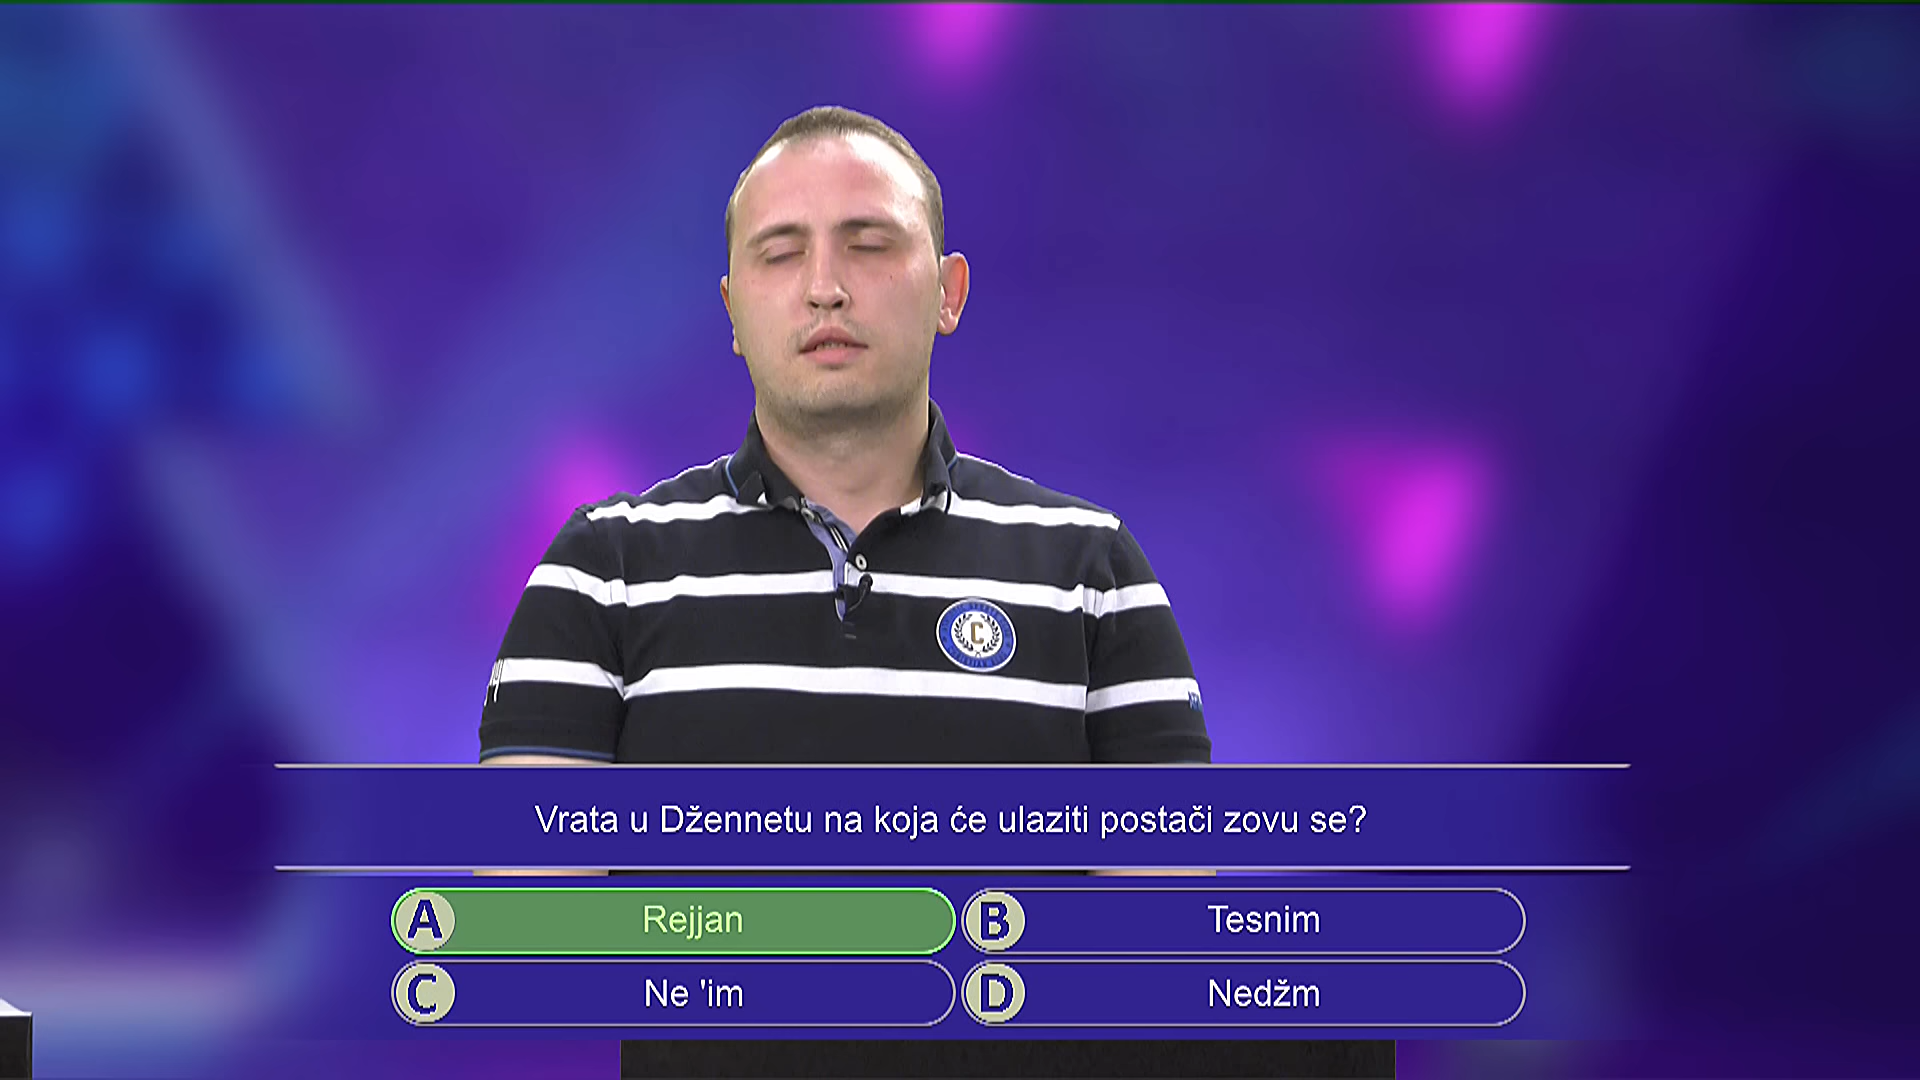 C
Vrata u Džennetu na koja će ulaziti postači zovu se?
A Rejjan
B Tesnim
C Ne 'im
D Nedžm